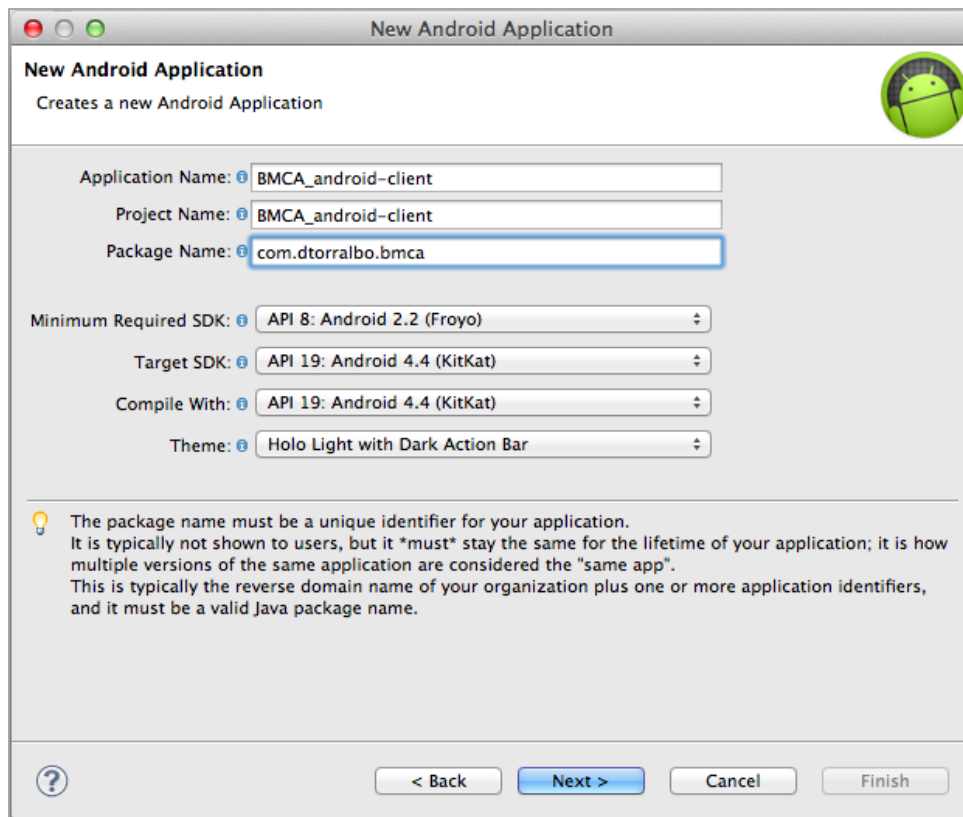 New Android Application
New Android Application
Creates a new Android Application
Application Name: BMCA_android-client
Project Name: BMCA_android-client
Package Name: com.dtorralbo.bmca
Minimum Required SDK: API 8: Android 2.2 (Froyo)
Target SDK: API 19: Android 4.4 (KitKat)
Compile With: API 19: Android 4.4 (KitKat)
Theme: Holo Light with Dark Action Bar
The package name must be a unique identifier for your application.
It is typically not shown to users, but it *must* stay the same for the lifetime of your application; it is how
multiple versions of the same application are considered the "same app".
This is typically the reverse domain name of your organization plus one or more application identifiers,
and it must be a valid Java package name.
? < Back Next > Cancel Finish